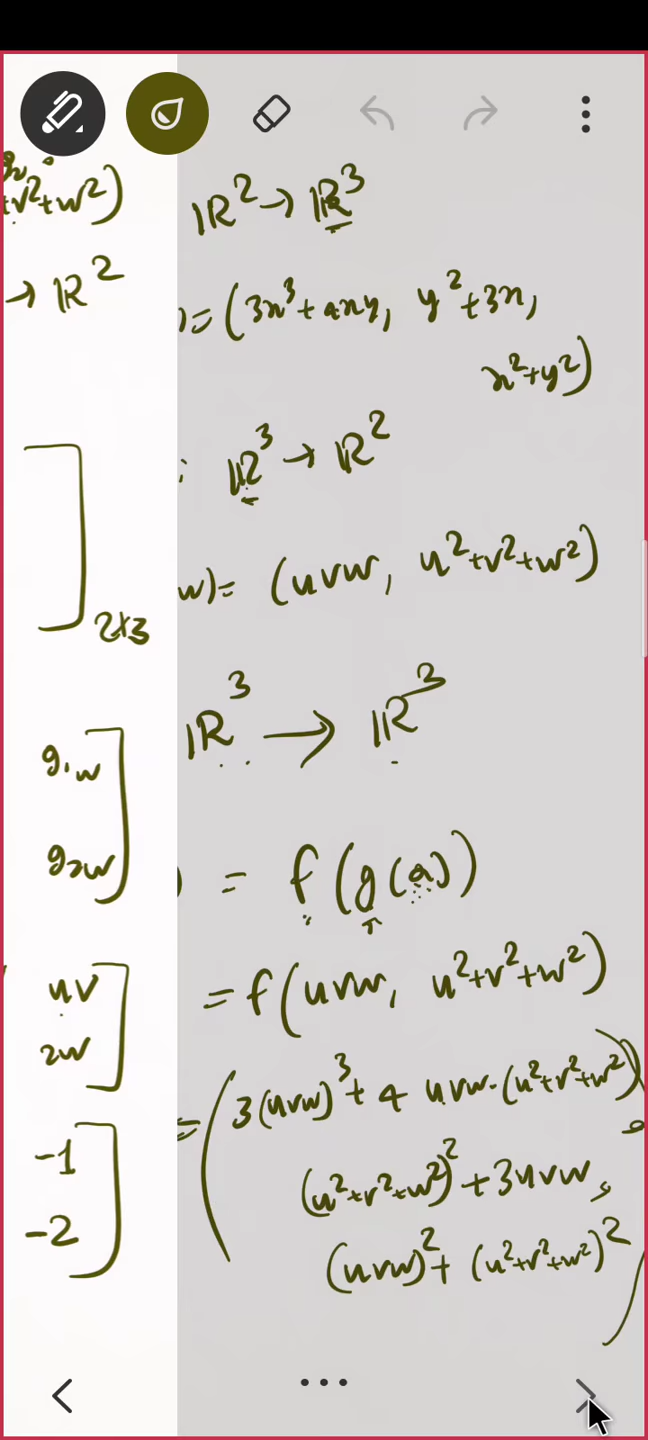 +v²+w²)
→ ℝ²
]2×3
g₁w
g₂w
uv
2w
-1
-2
ℝ² → ℝ³
)= (3x³+4xy, y²+3x,
x²+y²)
: ℝ³ → ℝ²
w)= (uvw, u²+v²+w²)
ℝ³ → ℝ³
) = f(g(a))
= f(uvw, u²+v²+w²)
= (3(uvw)³+ 4 uvw·(u²+v²+w²),
(u²+v²+w²)²+3uvw,
(uvw)²+ (u²+v²+w²)²)